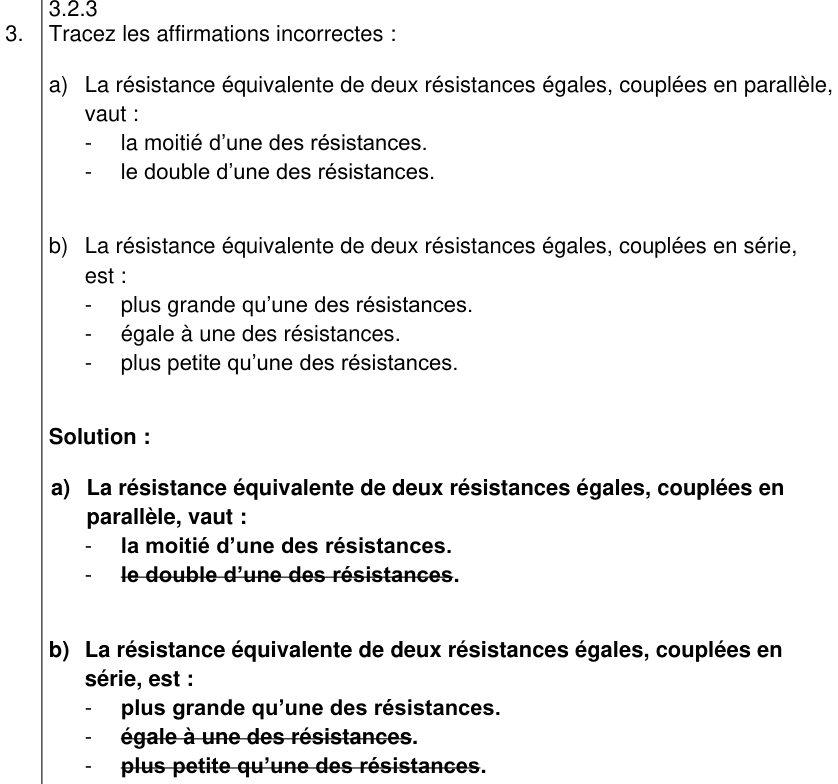 3.2.3
3. Tracez les affirmations incorrectes :
a) La résistance équivalente de deux résistances égales, couplées en parallèle,
vaut :
- la moitié d'une des résistances.
- le double d'une des résistances.
b) La résistance équivalente de deux résistances égales, couplées en série,
est :
- plus grande qu'une des résistances.
- égale à une des résistances.
- plus petite qu'une des résistances.
Solution :
a) La résistance équivalente de deux résistances égales, couplées en
parallèle, vaut :
- la moitié d'une des résistances.
- le double d'une des résistances.
b) La résistance équivalente de deux résistances égales, couplées en
série, est :
- plus grande qu'une des résistances.
- égale à une des résistances.
- plus petite qu'une des résistances.